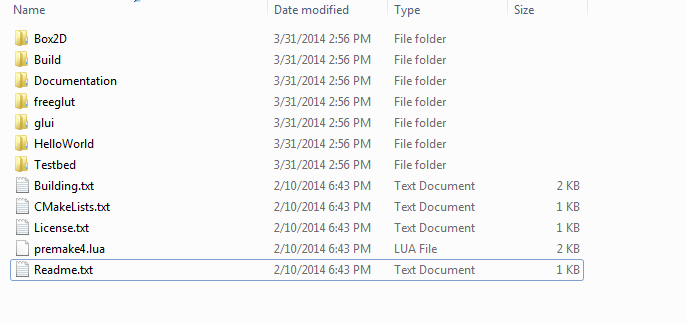 Name Date modified Type Size
Box2D 3/31/2014 2:56 PM File folder
Build 3/31/2014 2:56 PM File folder
Documentation 3/31/2014 2:56 PM File folder
freeglut 3/31/2014 2:56 PM File folder
glui 3/31/2014 2:56 PM File folder
HelloWorld 3/31/2014 2:56 PM File folder
Testbed 3/31/2014 2:56 PM File folder
Building.txt 2/10/2014 6:43 PM Text Document 2 KB
CMakeLists.txt 2/10/2014 6:43 PM Text Document 1 KB
License.txt 2/10/2014 6:43 PM Text Document 1 KB
premake4.lua 2/10/2014 6:43 PM LUA File 2 KB
Readme.txt 2/10/2014 6:43 PM Text Document 1 KB